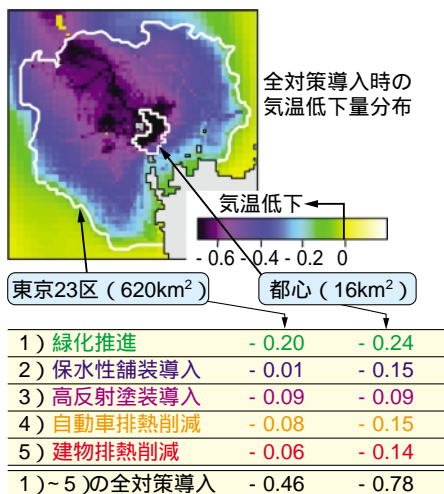 全対策導入時の
気温低下量分布
気温低下
- 0.6 - 0.4 - 0.2 0
東京23区（620km²） 都心（16km²）
1）緑化推進 - 0.20 - 0.24
2）保水性舗装導入 - 0.01 - 0.15
3）高反射塗装導入 - 0.09 - 0.09
4）自動車排熱削減 - 0.08 - 0.15
5）建物排熱削減 - 0.06 - 0.14
1）~5）の全対策導入 - 0.46 - 0.78